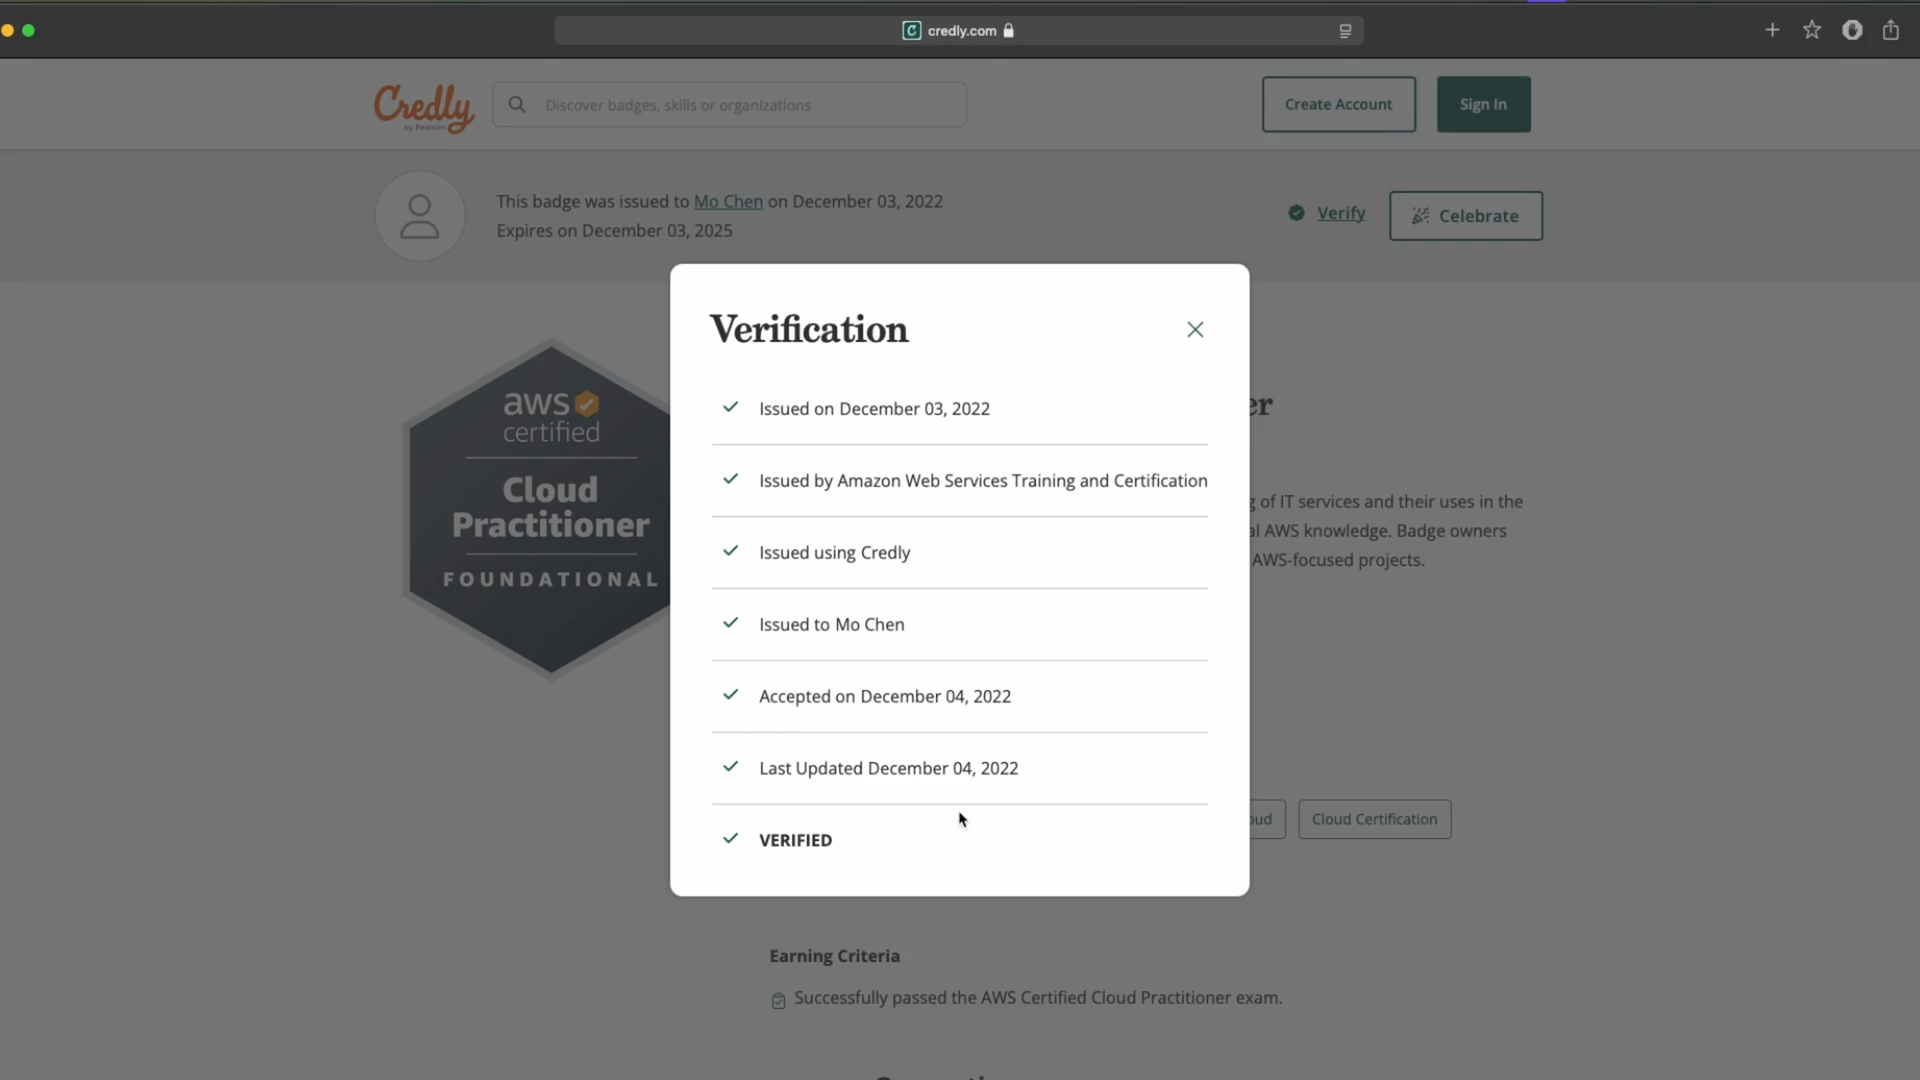 credly.com
Credly
by Pearson
Discover badges, skills or organizations
Create Account
Sign In
This badge was issued to Mo Chen on December 03, 2022
Expires on December 03, 2025
Verify
Celebrate
Verification
Issued on December 03, 2022
Issued by Amazon Web Services Training and Certification
Issued using Credly
Issued to Mo Chen
Accepted on December 04, 2022
Last Updated December 04, 2022
VERIFIED
aws
certified
Cloud
Practitioner
FOUNDATIONAL
er
of IT services and their uses in the
AWS knowledge. Badge owners
AWS-focused projects.
oud
Cloud Certification
Earning Criteria
Successfully passed the AWS Certified Cloud Practitioner exam.